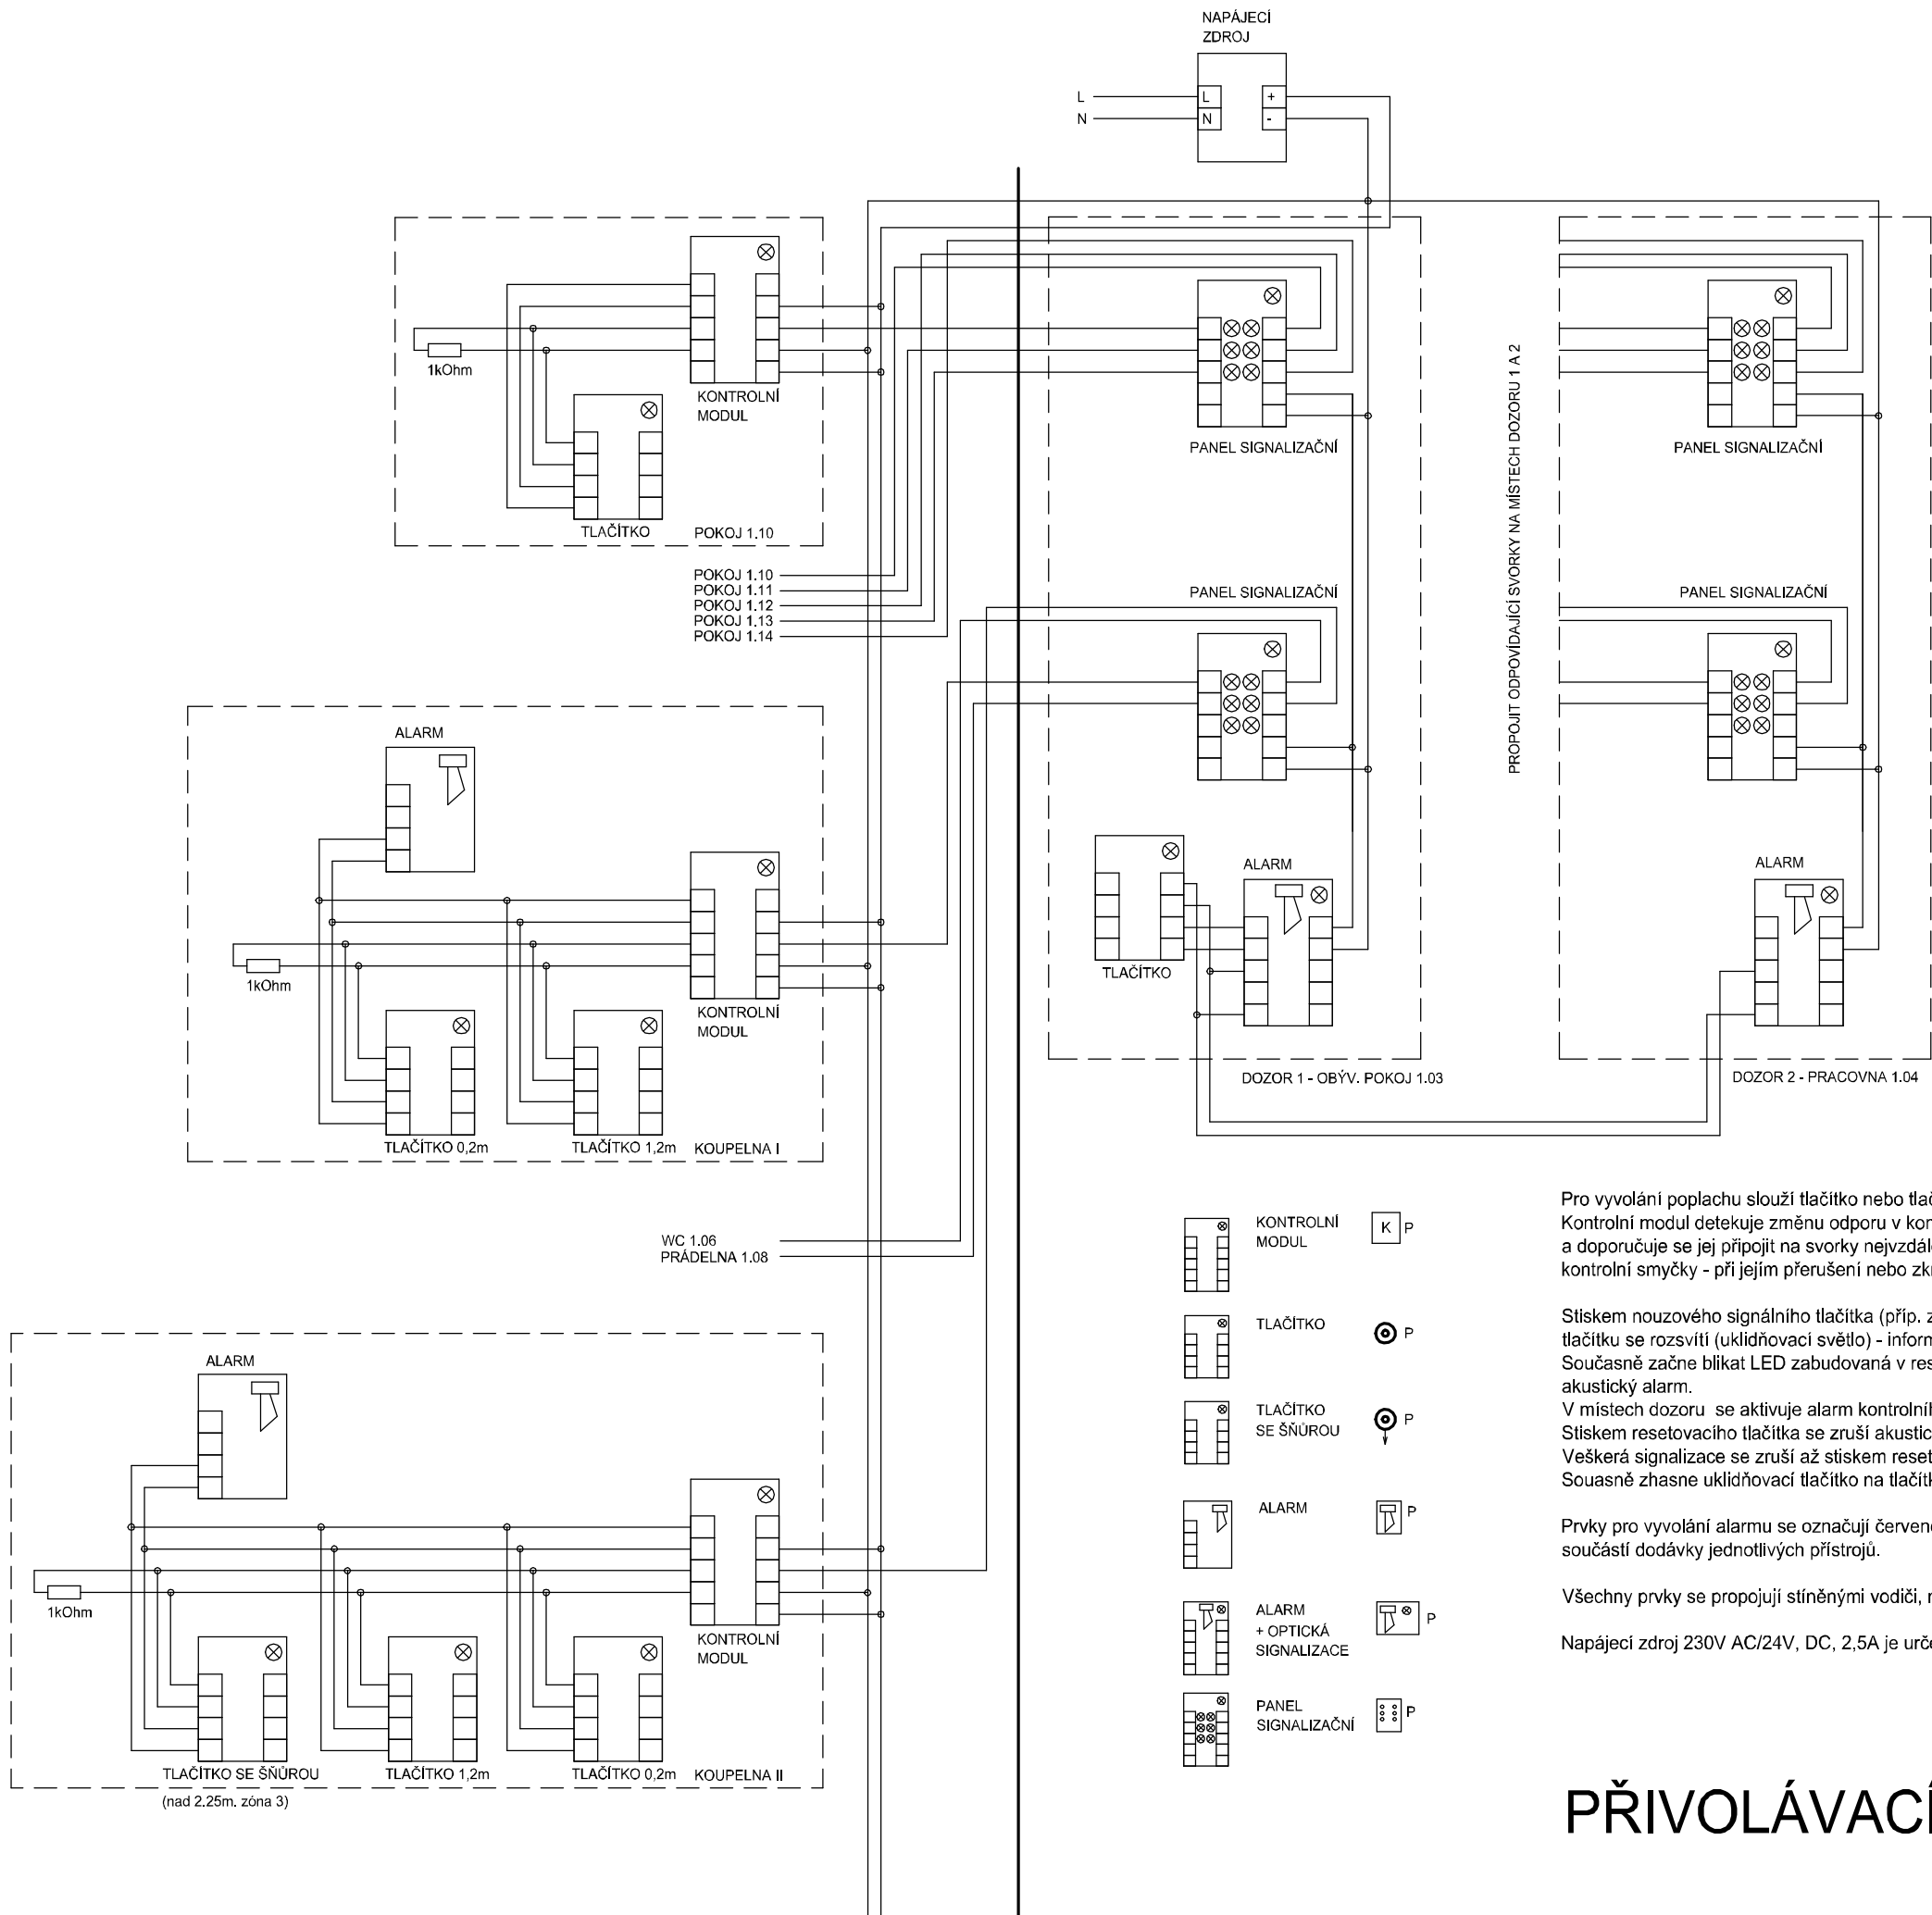 NAPÁJECÍ
ZDROJ
L
N
L
N
+
-
1kOhm
KONTROLNÍ
MODUL
TLAČÍTKO
POKOJ 1.10
POKOJ 1.10
POKOJ 1.11
POKOJ 1.12
POKOJ 1.13
POKOJ 1.14
PANEL SIGNALIZAČNÍ
PANEL SIGNALIZAČNÍ
PROPOJIT ODPOVÍDAJÍCÍ SVORKY NA MÍSTECH DOZORU 1 A 2
PANEL SIGNALIZAČNÍ
PANEL SIGNALIZAČNÍ
ALARM
1kOhm
KONTROLNÍ
MODUL
TLAČÍTKO 0,2m
TLAČÍTKO 1,2m
KOUPELNA I
TLAČÍTKO
ALARM
DOZOR 1 - OBÝV. POKOJ 1.03
ALARM
DOZOR 2 - PRACOVNA 1.04
WC 1.06
PRÁDELNA 1.08
ALARM
1kOhm
KONTROLNÍ
MODUL
TLAČÍTKO SE ŠŇŮROU
(nad 2.25m. zóna 3)
TLAČÍTKO 1,2m
TLAČÍTKO 0,2m
KOUPELNA II
KONTROLNÍ
MODUL
K P
TLAČÍTKO
P
TLAČÍTKO
SE ŠŇŮROU
P
ALARM
P
ALARM
+ OPTICKÁ
SIGNALIZACE
P
PANEL
SIGNALIZAČNÍ
P
Pro vyvolání poplachu slouží tlačítko nebo tlač
Kontrolní modul detekuje změnu odporu v kon
a doporučuje se jej připojit na svorky nejvzdále
kontrolní smyčky - při jejím přerušení nebo zkr
Stiskem nouzového signálního tlačítka (příp. z
tlačítku se rozsvítí (uklidňovací světlo) - inform
Současně začne blikat LED zabudovaná v res
akustický alarm.
V místech dozoru se aktivuje alarm kontrolníh
Stiskem resetovacího tlačítka se zruší akustic
Veškerá signalizace se zruší až stiskem reset
Souasně zhasne uklidňovací tlačítko na tlačítk
Prvky pro vyvolání alarmu se označují červeno
součástí dodávky jednotlivých přístrojů.
Všechny prvky se propojují stíněnými vodiči, n
Napájecí zdroj 230V AC/24V, DC, 2,5A je urče
PŘIVOLÁVACÍ